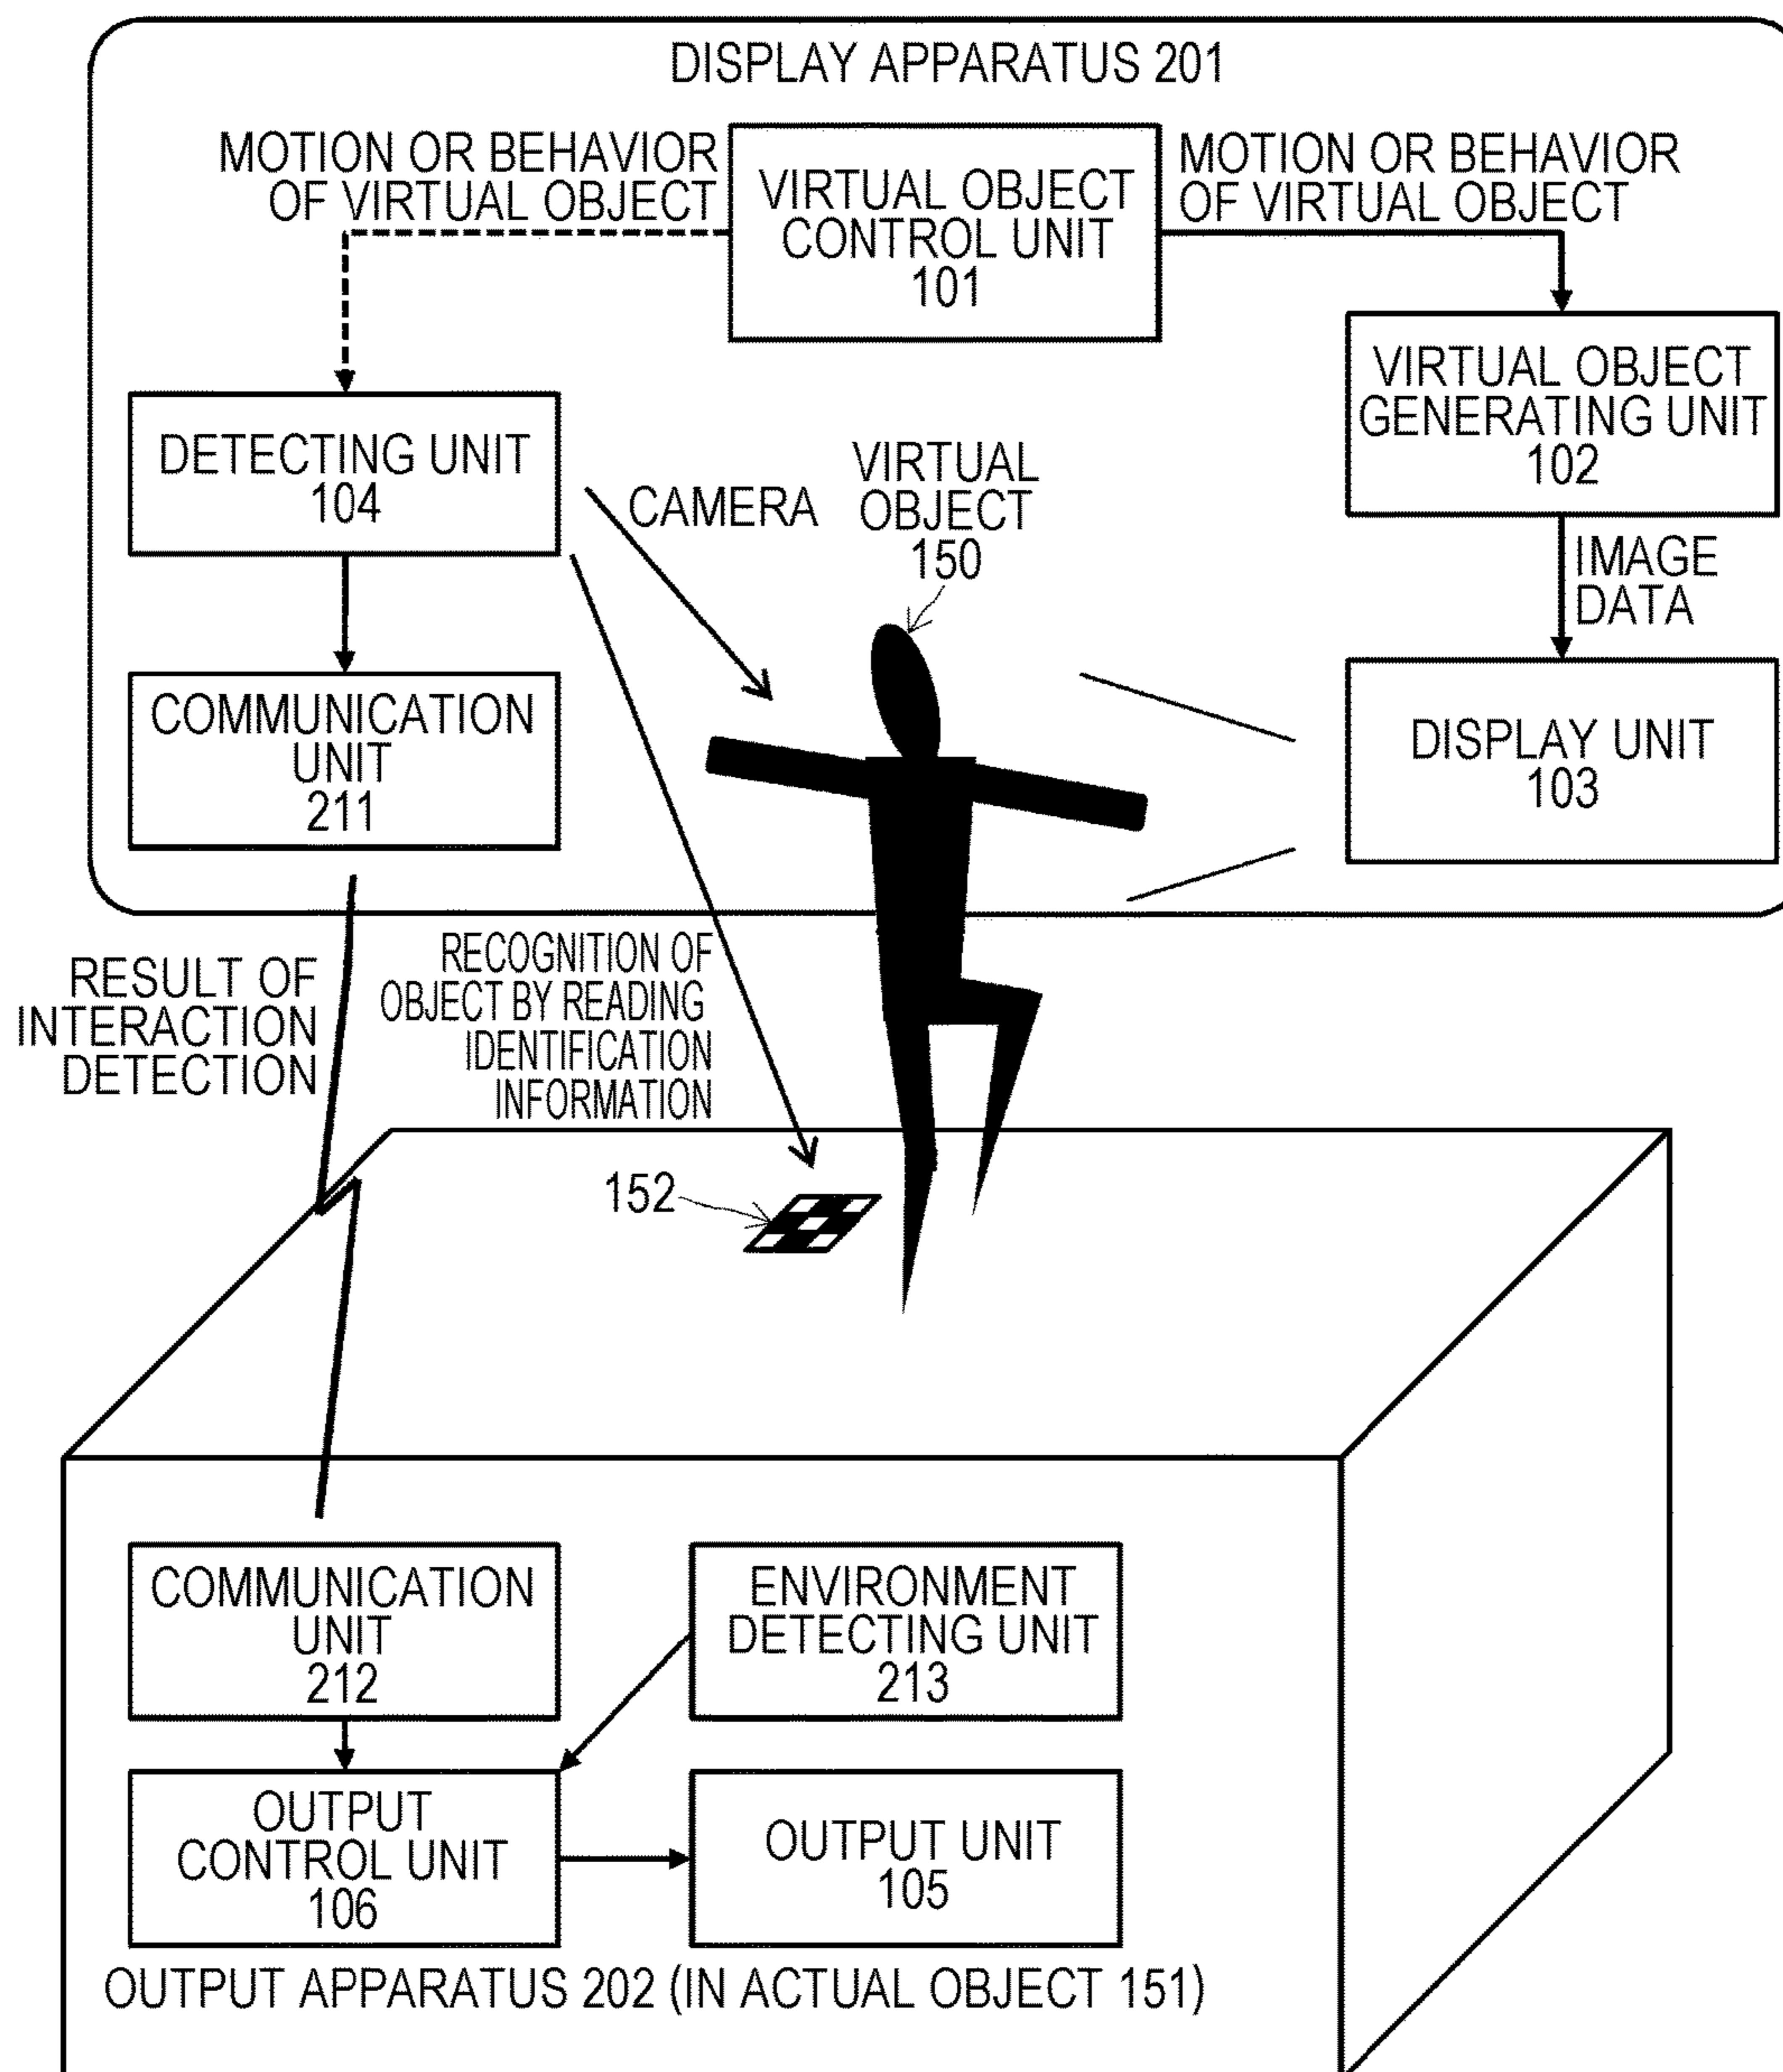 DISPLAY APPARATUS 201
MOTION OR BEHAVIOR
OF VIRTUAL OBJECT
VIRTUAL OBJECT
CONTROL UNIT
101
MOTION OR BEHAVIOR
OF VIRTUAL OBJECT
VIRTUAL OBJECT
GENERATING UNIT
102
DETECTING UNIT
104
CAMERA
VIRTUAL
OBJECT
150
IMAGE
DATA
COMMUNICATION
UNIT
211
DISPLAY UNIT
103
RESULT OF
INTERACTION
DETECTION
RECOGNITION OF
OBJECT BY READING
IDENTIFICATION
INFORMATION
152
COMMUNICATION
UNIT
212
ENVIRONMENT
DETECTING UNIT
213
OUTPUT
CONTROL UNIT
106
OUTPUT UNIT
105
OUTPUT APPARATUS 202 (IN ACTUAL OBJECT 151)